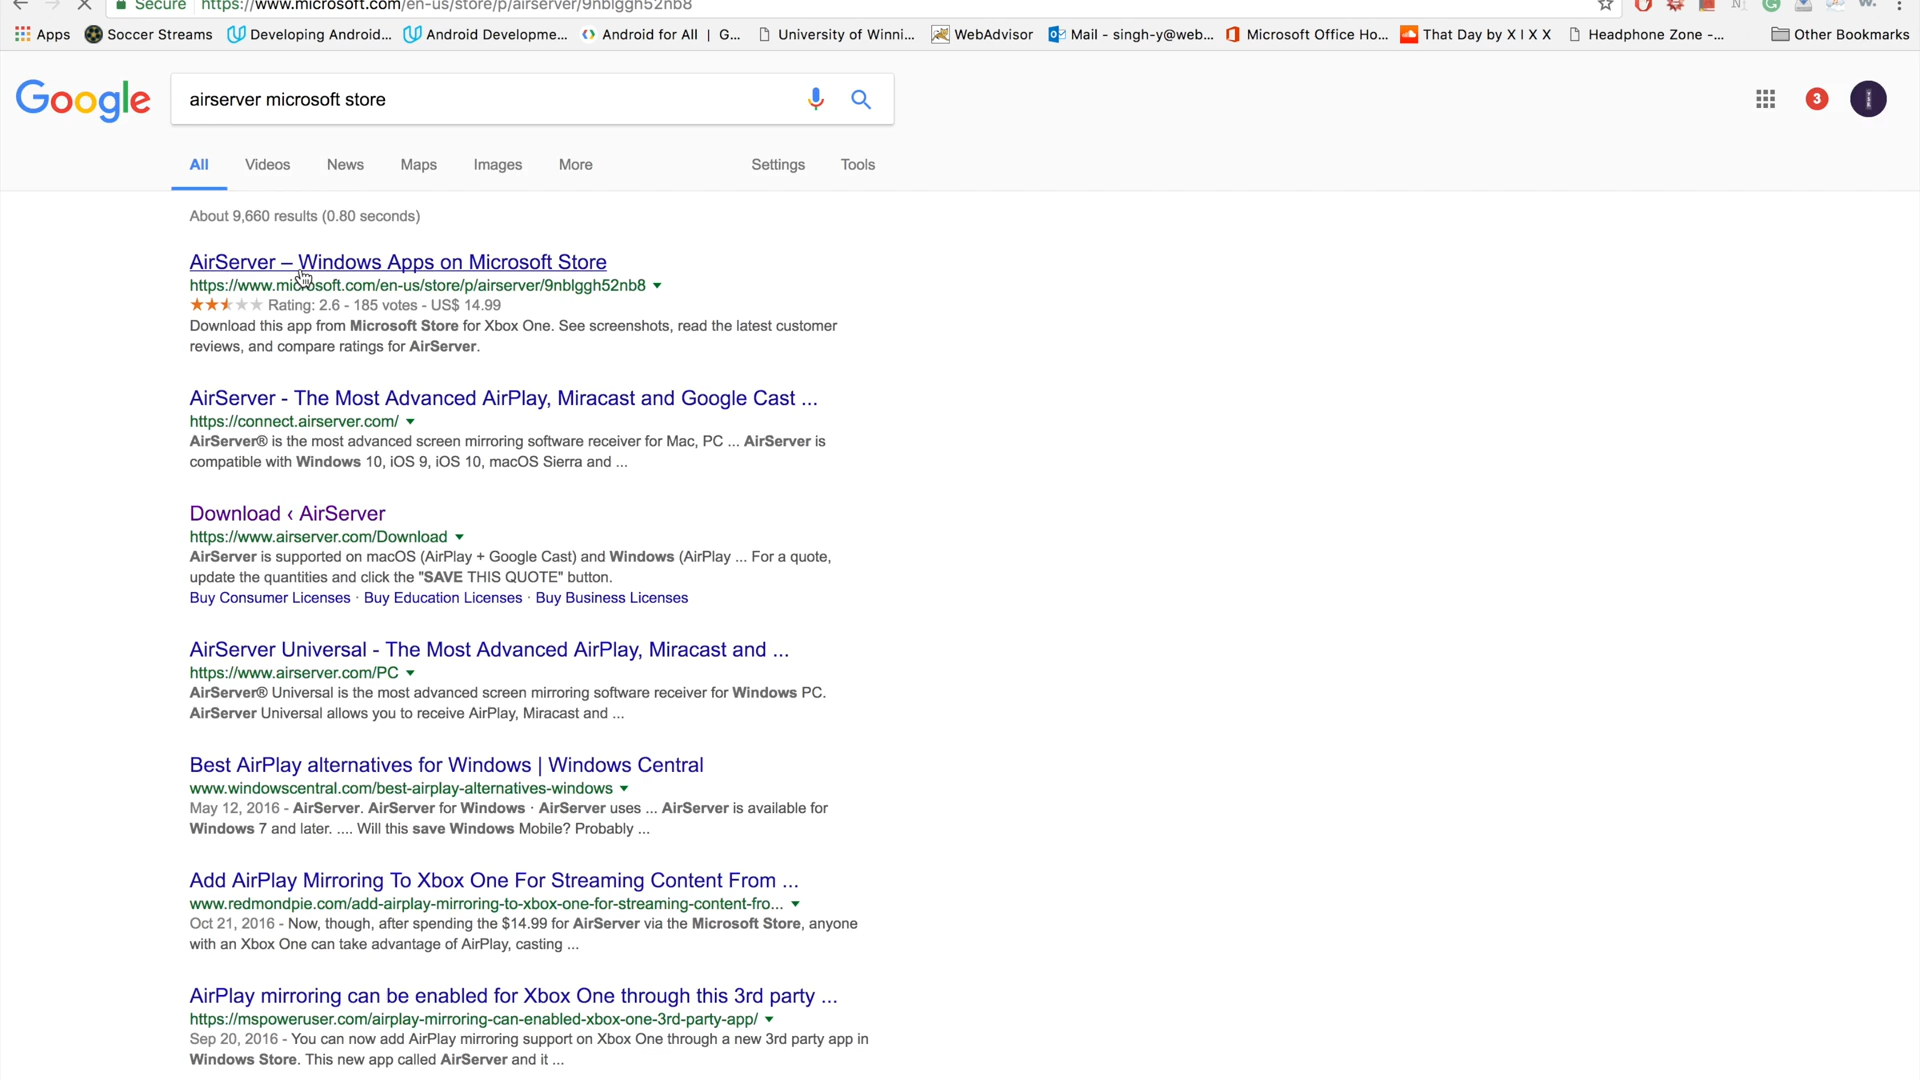 Secure https://www.microsoft.com/en-us/store/p/airserver/9nblggh52nb8
Apps Soccer Streams Developing Android... Android Developme... Android for All | G... University of Winni... WebAdvisor Mail - singh-y@web... Microsoft Office Ho... That Day by X I X X Headphone Zone -... Other Bookmarks
Google airserver microsoft store 3
All Videos News Maps Images More Settings Tools
About 9,660 results (0.80 seconds)
AirServer – Windows Apps on Microsoft Store
https://www.microsoft.com/en-us/store/p/airserver/9nblggh52nb8
Rating: 2.6 - 185 votes - US$ 14.99
Download this app from Microsoft Store for Xbox One. See screenshots, read the latest customer
reviews, and compare ratings for AirServer.
AirServer - The Most Advanced AirPlay, Miracast and Google Cast ...
https://connect.airserver.com/
AirServer® is the most advanced screen mirroring software receiver for Mac, PC ... AirServer is
compatible with Windows 10, iOS 9, iOS 10, macOS Sierra and ...
Download ‹ AirServer
https://www.airserver.com/Download
AirServer is supported on macOS (AirPlay + Google Cast) and Windows (AirPlay ... For a quote,
update the quantities and click the "SAVE THIS QUOTE" button.
Buy Consumer Licenses · Buy Education Licenses · Buy Business Licenses
AirServer Universal - The Most Advanced AirPlay, Miracast and ...
https://www.airserver.com/PC
AirServer® Universal is the most advanced screen mirroring software receiver for Windows PC.
AirServer Universal allows you to receive AirPlay, Miracast and ...
Best AirPlay alternatives for Windows | Windows Central
www.windowscentral.com/best-airplay-alternatives-windows
May 12, 2016 - AirServer. AirServer for Windows · AirServer uses ... AirServer is available for
Windows 7 and later. .... Will this save Windows Mobile? Probably ...
Add AirPlay Mirroring To Xbox One For Streaming Content From ...
www.redmondpie.com/add-airplay-mirroring-to-xbox-one-for-streaming-content-fro...
Oct 21, 2016 - Now, though, after spending the $14.99 for AirServer via the Microsoft Store, anyone
with an Xbox One can take advantage of AirPlay, casting ...
AirPlay mirroring can be enabled for Xbox One through this 3rd party ...
https://mspoweruser.com/airplay-mirroring-can-enabled-xbox-one-3rd-party-app/
Sep 20, 2016 - You can now add AirPlay mirroring support on Xbox One through a new 3rd party app in
Windows Store. This new app called AirServer and it ...